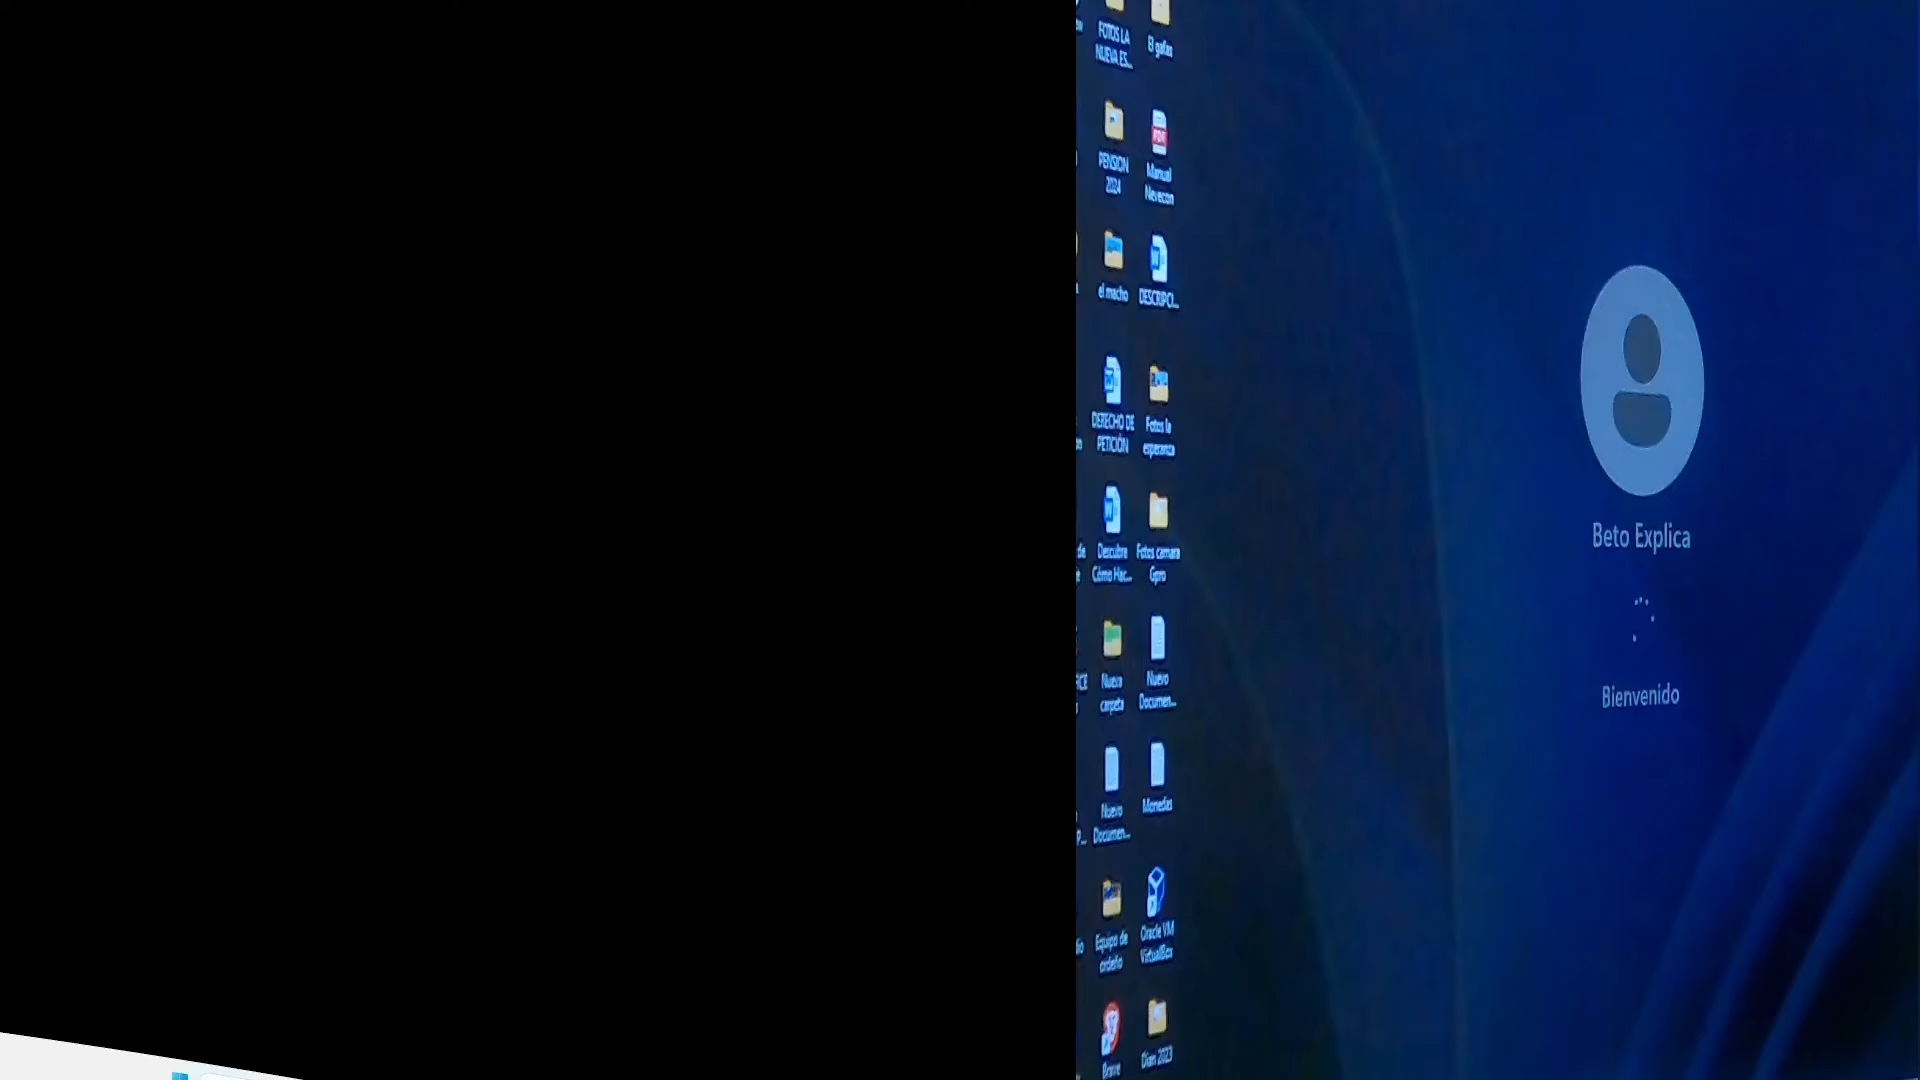 FOTOS LA
NUEVA ES...
El gafas
PENSION
2024
Manual
Nevecon
el macho
DESCRIPCI...
DERECHO DE
PETICIÓN
Fotos la
esperanza
Descubre
Cómo Hac...
Fotos camara
Gpro
Nueva
carpeta
Nuevo
Documen...
Nuevo
Documen...
Monedas
Equipo de
ordeño
Oracle VM
VirtualBox
Brave
Dian 2023
Beto Explica
Bienvenido